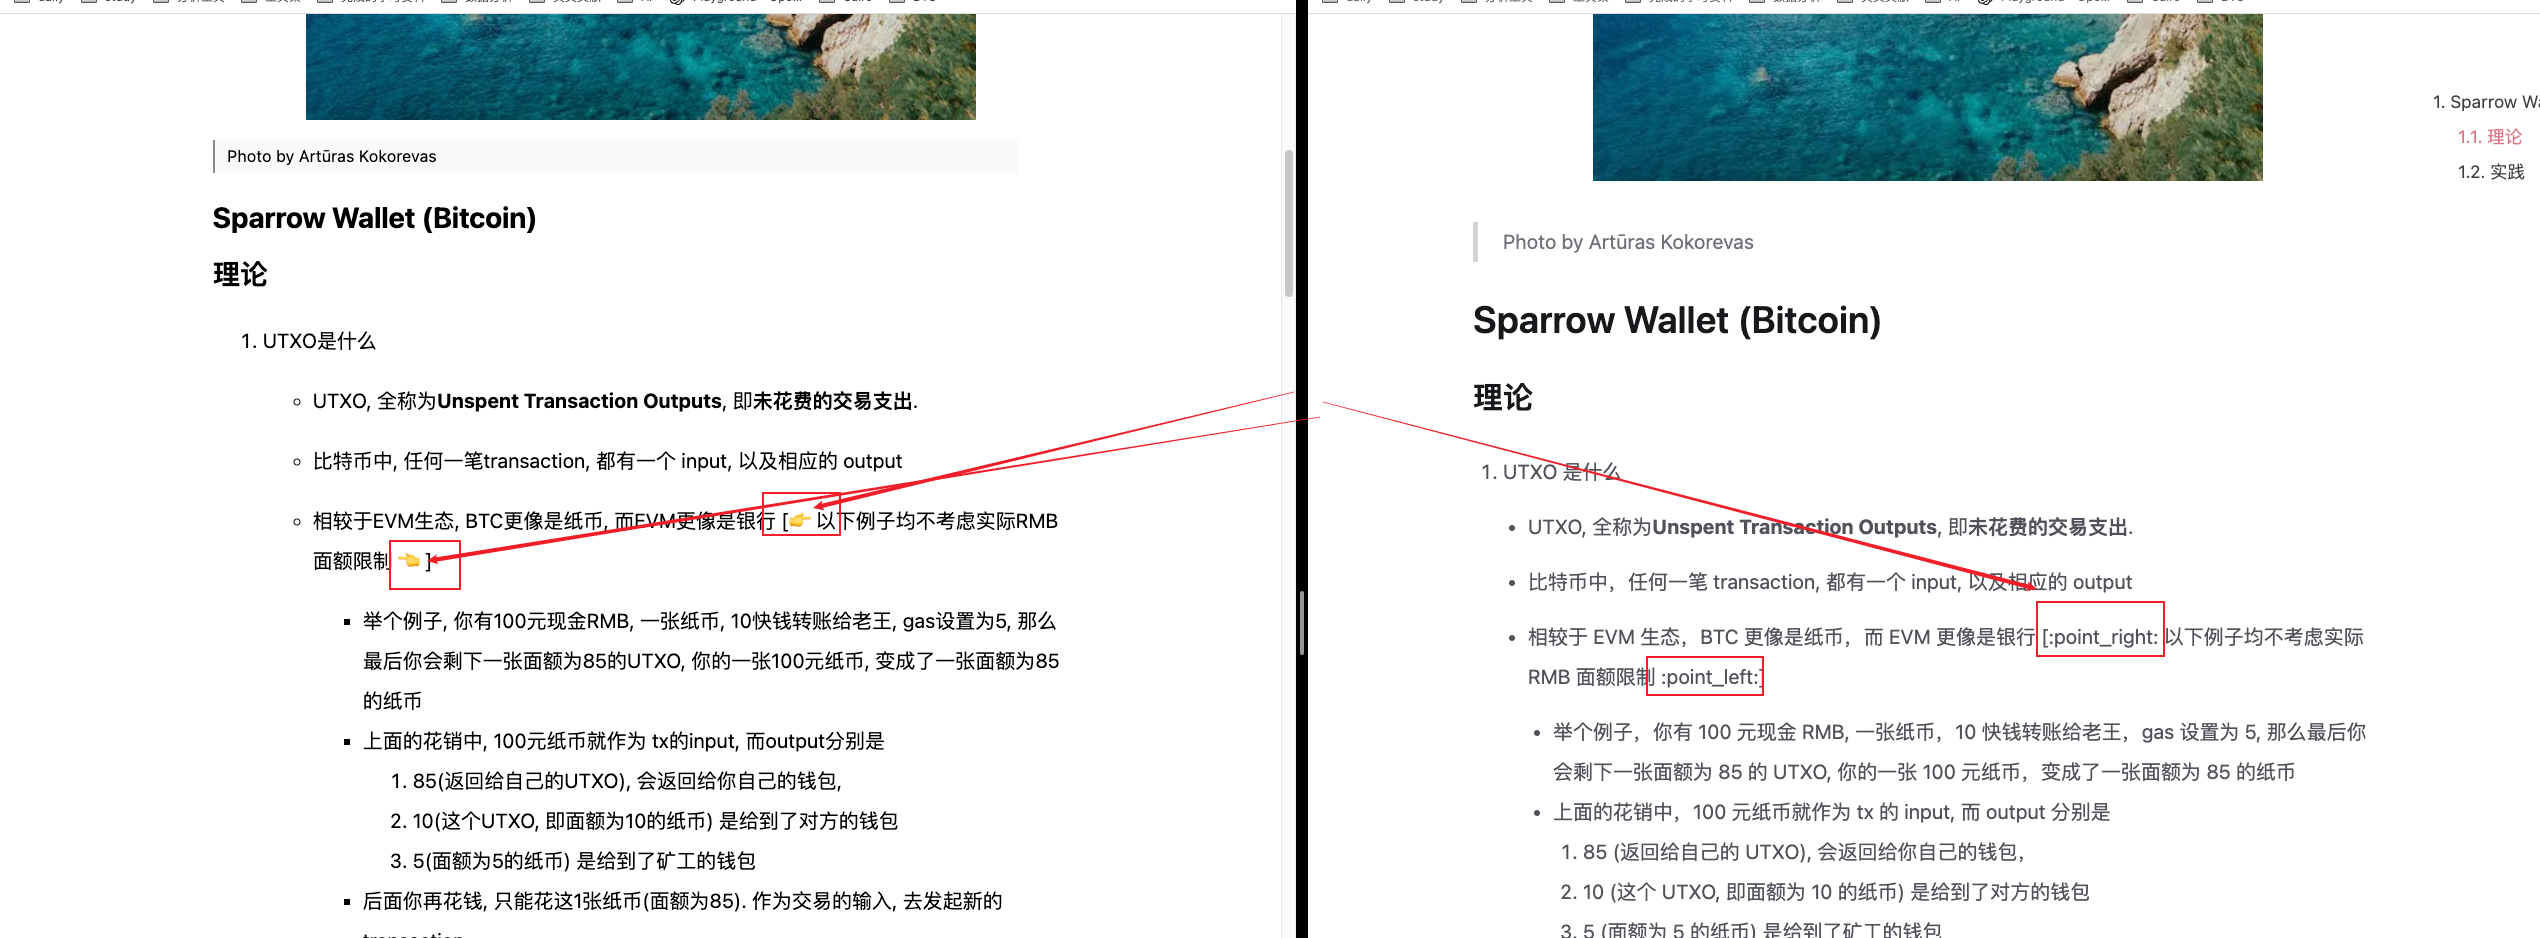 Photo by Artūras Kokorevas
Sparrow Wallet (Bitcoin)
理论
1. UTXO是什么
UTXO, 全称为Unspent Transaction Outputs, 即未花费的交易支出.
比特币中, 任何一笔transaction, 都有一个 input, 以及相应的 output
相较于EVM生态, BTC更像是纸币, 而EVM更像是银行 [👉 以下例子均不考虑实际RMB
面额限制 👈 ]
举个例子, 你有100元现金RMB, 一张纸币, 10快钱转账给老王, gas设置为5, 那么
最后你会剩下一张面额为85的UTXO, 你的一张100元纸币, 变成了一张面额为85
的纸币
上面的花销中, 100元纸币就作为 tx的input, 而output分别是
1. 85(返回给自己的UTXO), 会返回给你自己的钱包,
2. 10(这个UTXO, 即面额为10的纸币) 是给到了对方的钱包
3. 5(面额为5的纸币) 是给到了矿工的钱包
后面你再花钱, 只能花这1张纸币(面额为85). 作为交易的输入, 去发起新的
Photo by Artūras Kokorevas
Sparrow Wallet (Bitcoin)
理论
1. UTXO 是什么
UTXO, 全称为Unspent Transaction Outputs, 即未花费的交易支出.
比特币中，任何一笔 transaction, 都有一个 input, 以及相应的 output
相较于 EVM 生态，BTC 更像是纸币，而 EVM 更像是银行 [:point_right: 以下例子均不考虑实际
RMB 面额限制 :point_left:]
举个例子，你有 100 元现金 RMB, 一张纸币，10 快钱转账给老王，gas 设置为 5, 那么最后你
会剩下一张面额为 85 的 UTXO, 你的一张 100 元纸币，变成了一张面额为 85 的纸币
上面的花销中，100 元纸币就作为 tx 的 input, 而 output 分别是
1. 85 (返回给自己的 UTXO), 会返回给你自己的钱包，
2. 10 (这个 UTXO, 即面额为 10 的纸币) 是给到了对方的钱包
3. 5 (面额为 5 的纸币) 是给到了矿工的钱包
1. Sparrow Wa
1.1. 理论
1.2. 实践